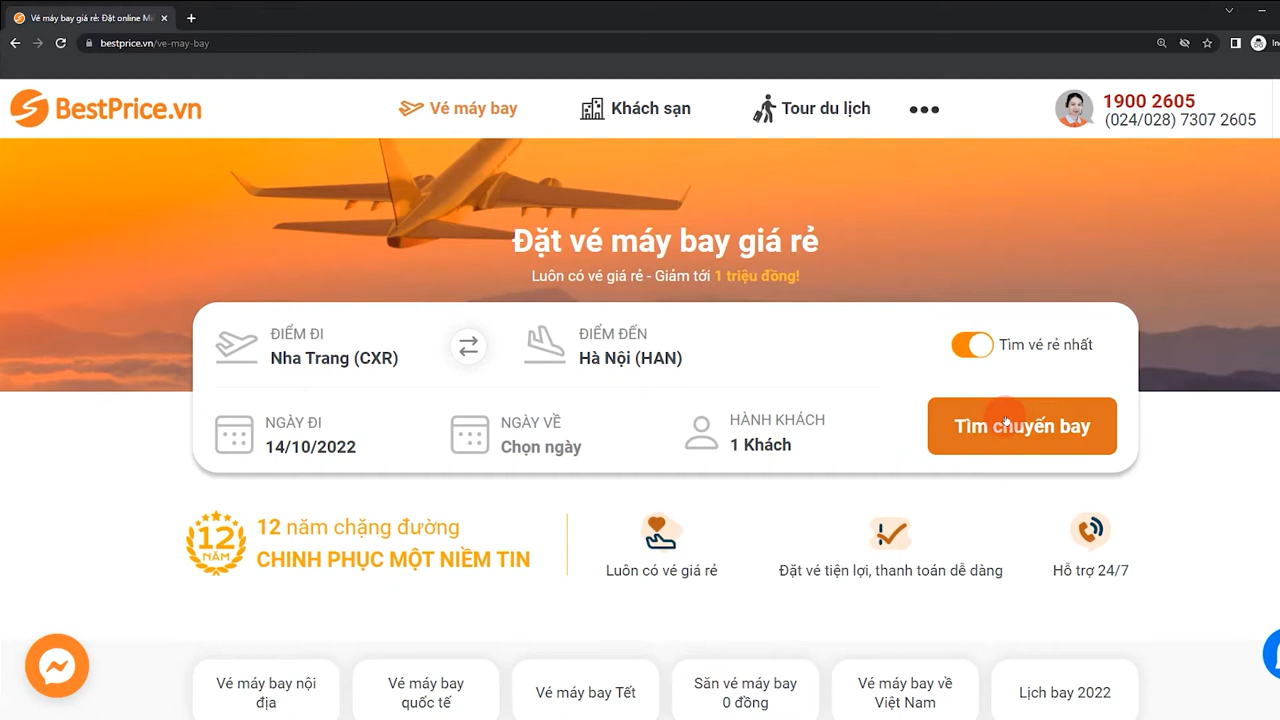 Vé máy bay giá rẻ: Đặt online Mi
bestprice.vn/ve-may-bay
BestPrice.vn
Vé máy bay
Khách sạn
Tour du lịch
1900 2605
(024/028) 7307 2605
Đặt vé máy bay giá rẻ
Luôn có vé giá rẻ - Giảm tới 1 triệu đồng!
ĐIỂM ĐI
Nha Trang (CXR)
ĐIỂM ĐẾN
Hà Nội (HAN)
Tìm vé rẻ nhất
NGÀY ĐI
14/10/2022
NGÀY VỀ
Chọn ngày
HÀNH KHÁCH
1 Khách
Tìm chuyến bay
12
NĂM
12 năm chặng đường
CHINH PHỤC MỘT NIỀM TIN
Luôn có vé giá rẻ
Đặt vé tiện lợi, thanh toán dễ dàng
Hỗ trợ 24/7
Vé máy bay nội
địa
Vé máy bay
quốc tế
Vé máy bay Tết
Săn vé máy bay
0 đồng
Vé máy bay về
Việt Nam
Lịch bay 2022